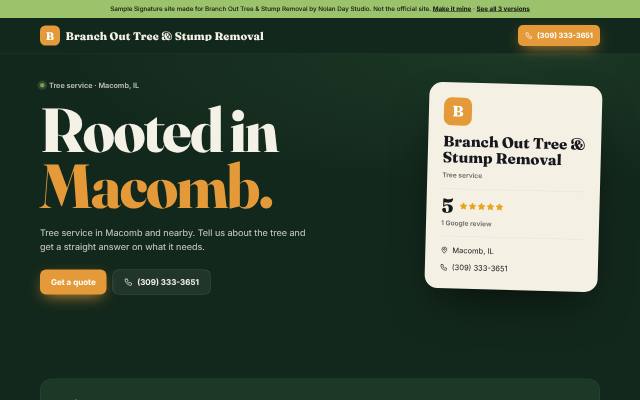 Sample Signature site made for Branch Out Tree & Stump Removal by Nolan Day Studio. Not the official site. Make it mine · See all 3 versions
B Branch Out Tree & Stump Removal
(309) 333-3651
Tree service · Macomb, IL
Rooted in
Macomb.
Tree service in Macomb and nearby. Tell us about the tree and
get a straight answer on what it needs.
Get a quote
(309) 333-3651
B
Branch Out Tree &
Stump Removal
Tree service
5 ★★★★★
1 Google review
Macomb, IL
(309) 333-3651